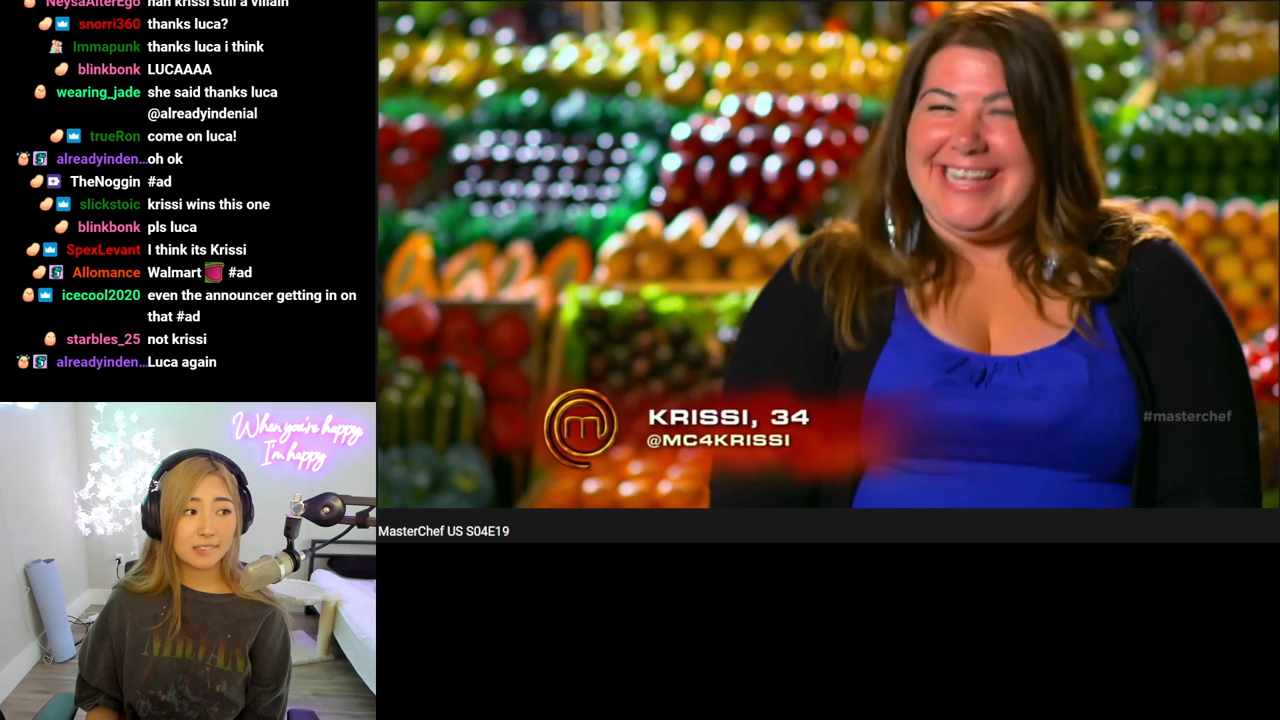 NeysaAlterEgo nah krissi still a villain
snorri360 thanks luca?
Immapunk thanks luca i think
blinkbonk LUCAAAA
wearing_jade she said thanks luca
@alreadyindenial
trueRon come on luca!
alreadyinden... oh ok
TheNoggin #ad
slickstoic krissi wins this one
blinkbonk pls luca
SpexLevant I think its Krissi
Allomance Walmart #ad
icecool2020 even the announcer getting in on
that #ad
starbles_25 not krissi
alreadyinden... Luca again
When you're happy
I'm happy
NIRVANA
KRISSI, 34
@MC4KRISSI
#masterchef
MasterChef US S04E19